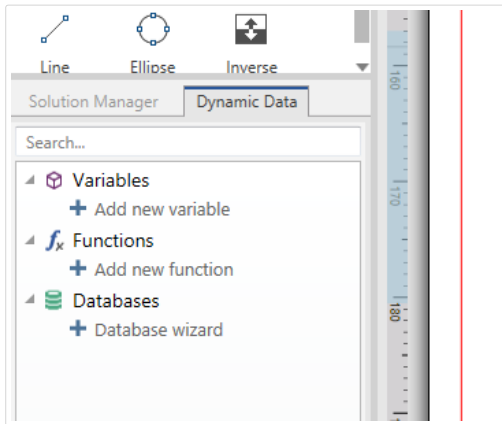 Line Ellipse Inverse
Solution Manager Dynamic Data
Search...
Variables
Add new variable
fx Functions
Add new function
Databases
Database wizard
160
170
180